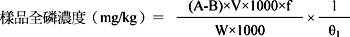 樣品全磷濃度（mg/kg）＝ (A-B)×V×1000×f / W×1000 × 1 / θ₁